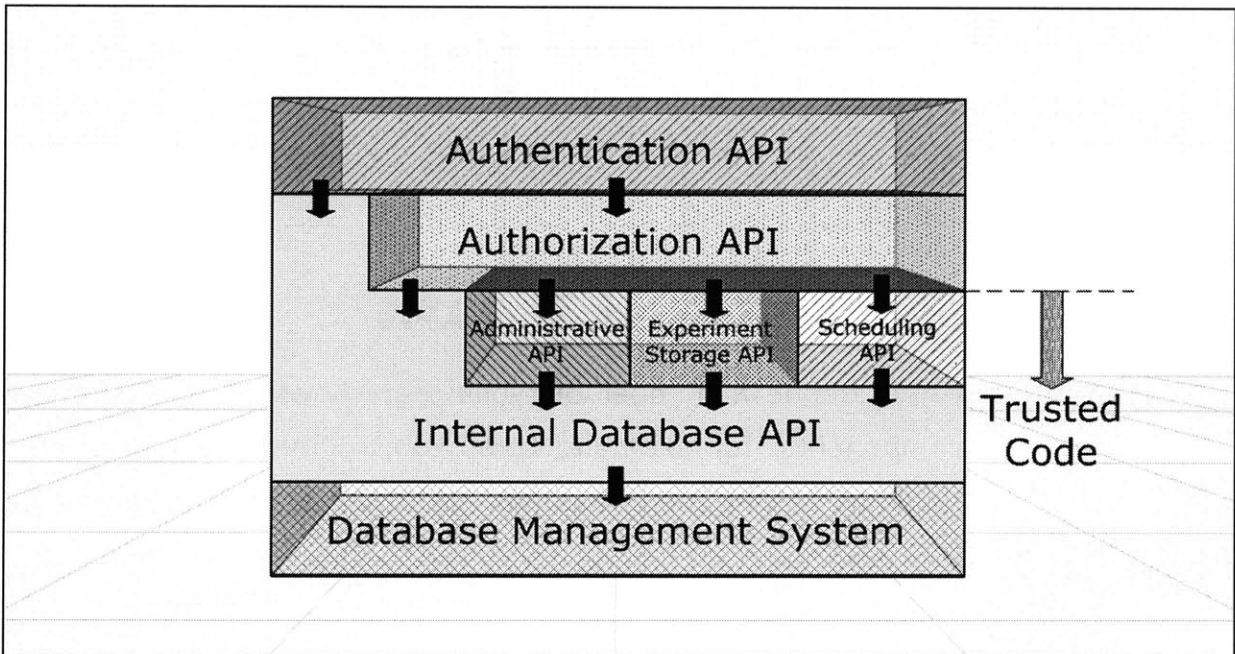 Authentication API
Authorization API
Administrative
API
Experiment
Storage API
Scheduling
API
Internal Database API
Trusted
Code
Database Management System